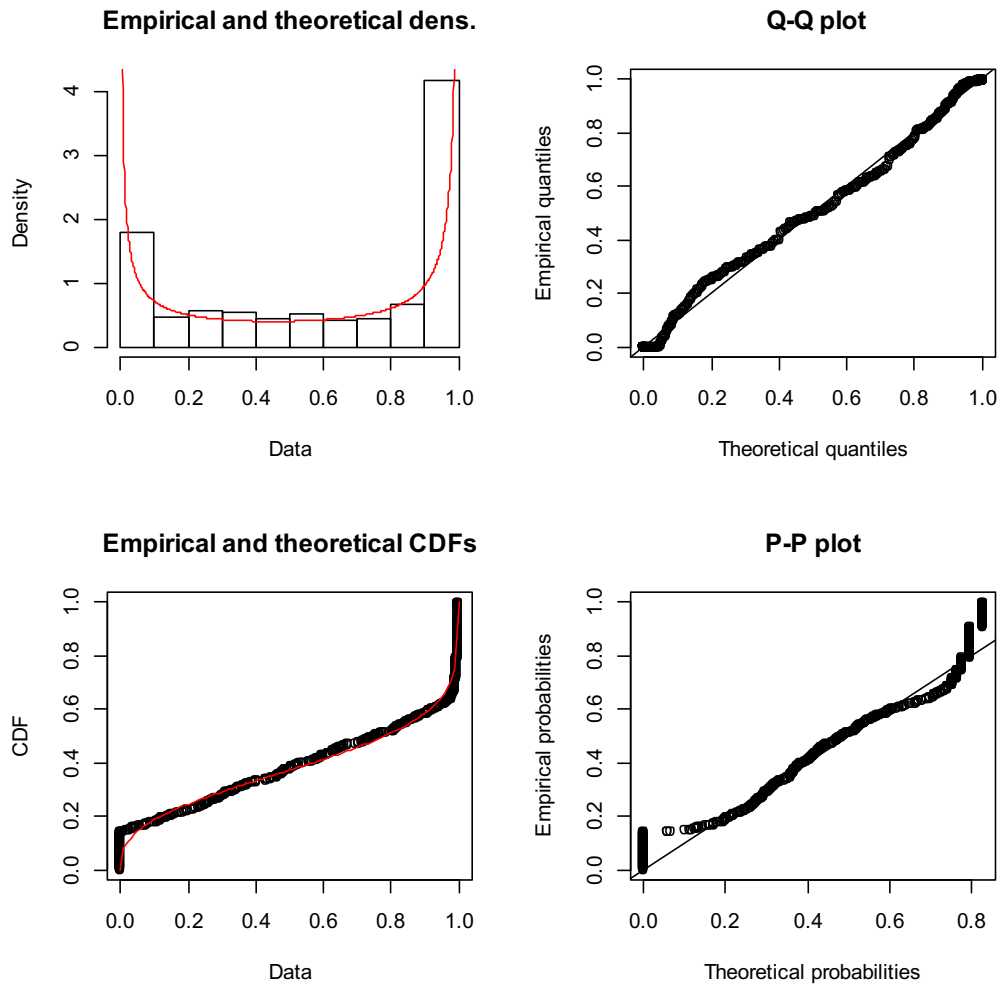 Empirical and theoretical dens.
Density
0 1 2 3 4
0.0 0.2 0.4 0.6 0.8 1.0
Data
Q-Q plot
Empirical quantiles
0.0 0.2 0.4 0.6 0.8 1.0
0.0 0.2 0.4 0.6 0.8 1.0
Theoretical quantiles
Empirical and theoretical CDFs
CDF
0.0 0.2 0.4 0.6 0.8 1.0
0.0 0.2 0.4 0.6 0.8 1.0
Data
P-P plot
Empirical probabilities
0.0 0.2 0.4 0.6 0.8 1.0
0.0 0.2 0.4 0.6 0.8
Theoretical probabilities